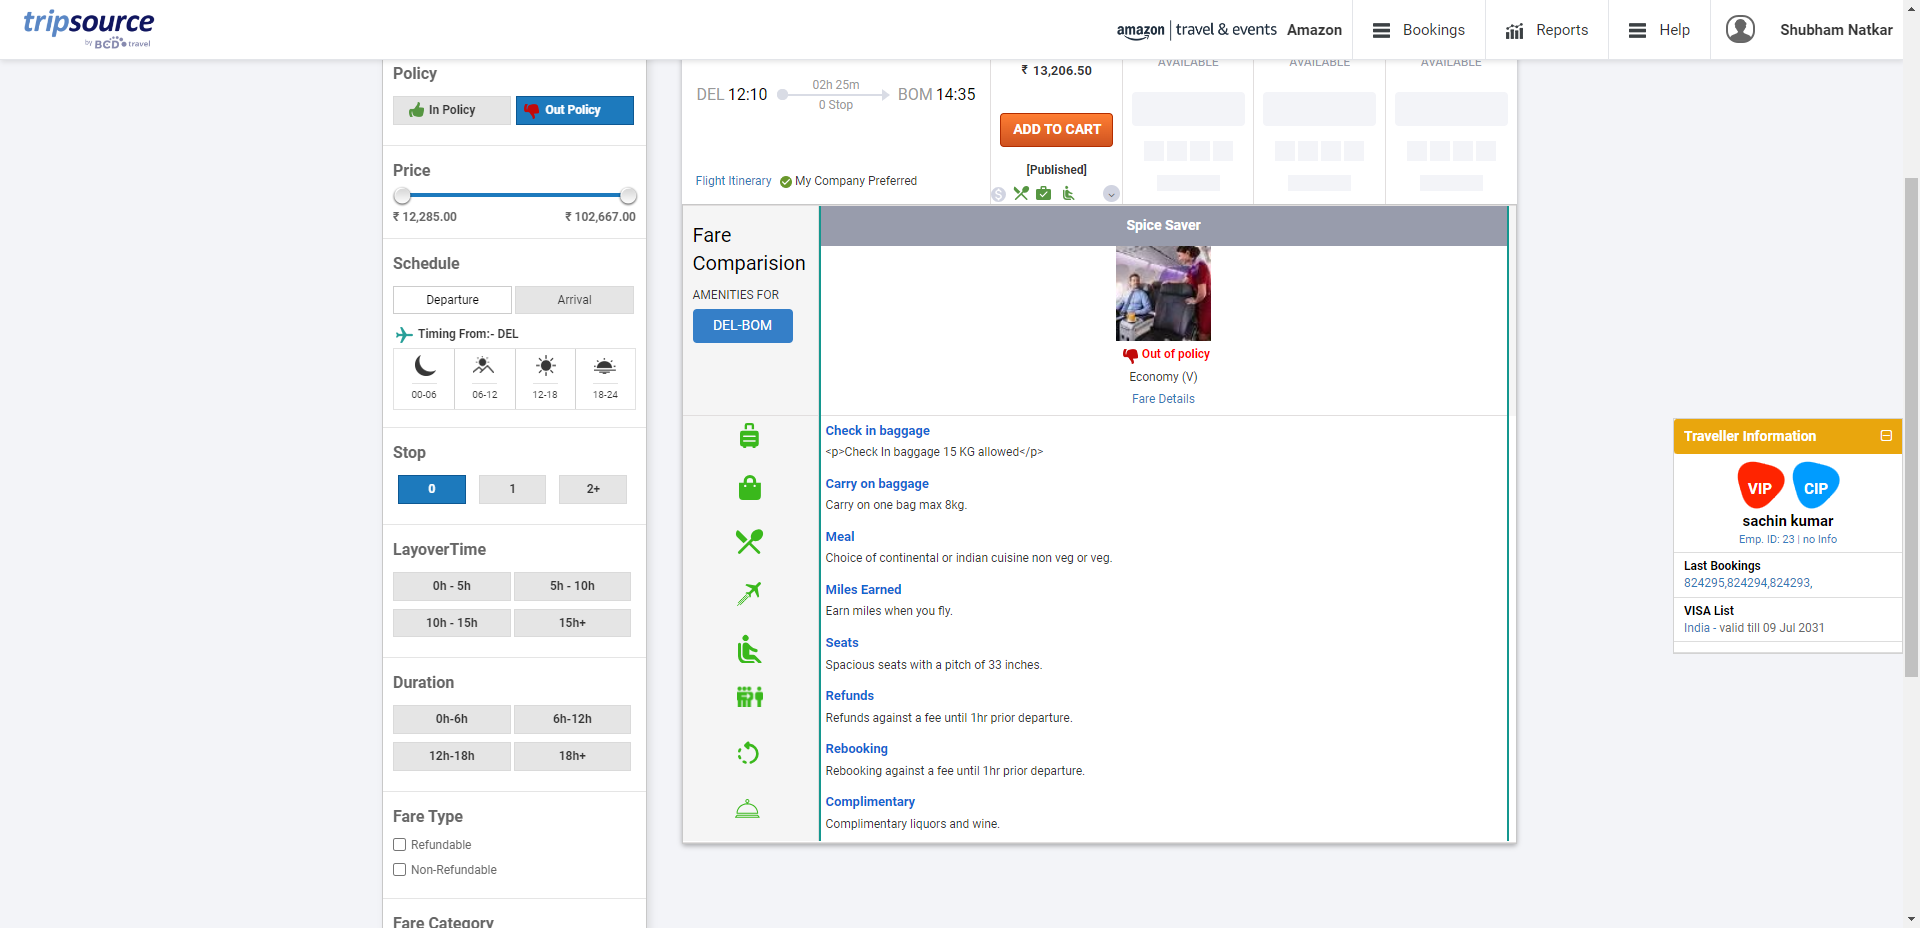 tripsource
by BCD travel
amazon | travel & events Amazon
Bookings
Reports
Help
Shubham Natkar
Policy
In Policy
Out Policy
Price
₹ 12,285.00
₹ 102,667.00
Schedule
Departure
Arrival
Timing From:- DEL
00-06
06-12
12-18
18-24
Stop
0
1
2+
LayoverTime
0h - 5h
5h - 10h
10h - 15h
15h+
Duration
0h-6h
6h-12h
12h-18h
18h+
Fare Type
Refundable
Non-Refundable
Fare Category
DEL 12:10
02h 25m
0 Stop
BOM 14:35
Flight Itinerary
My Company Preferred
₹ 13,206.50
ADD TO CART
[Published]
AVAILABLE
AVAILABLE
AVAILABLE
Fare
Comparision
AMENITIES FOR
DEL-BOM
Spice Saver
Out of policy
Economy (V)
Fare Details
Check in baggage
<p>Check In baggage 15 KG allowed</p>
Carry on baggage
Carry on one bag max 8kg.
Meal
Choice of continental or indian cuisine non veg or veg.
Miles Earned
Earn miles when you fly.
Seats
Spacious seats with a pitch of 33 inches.
Refunds
Refunds against a fee until 1hr prior departure.
Rebooking
Rebooking against a fee until 1hr prior departure.
Complimentary
Complimentary liquors and wine.
Traveller Information
VIP
CIP
sachin kumar
Emp. ID: 23 | no Info
Last Bookings
824295,824294,824293,
VISA List
India - valid till 09 Jul 2031